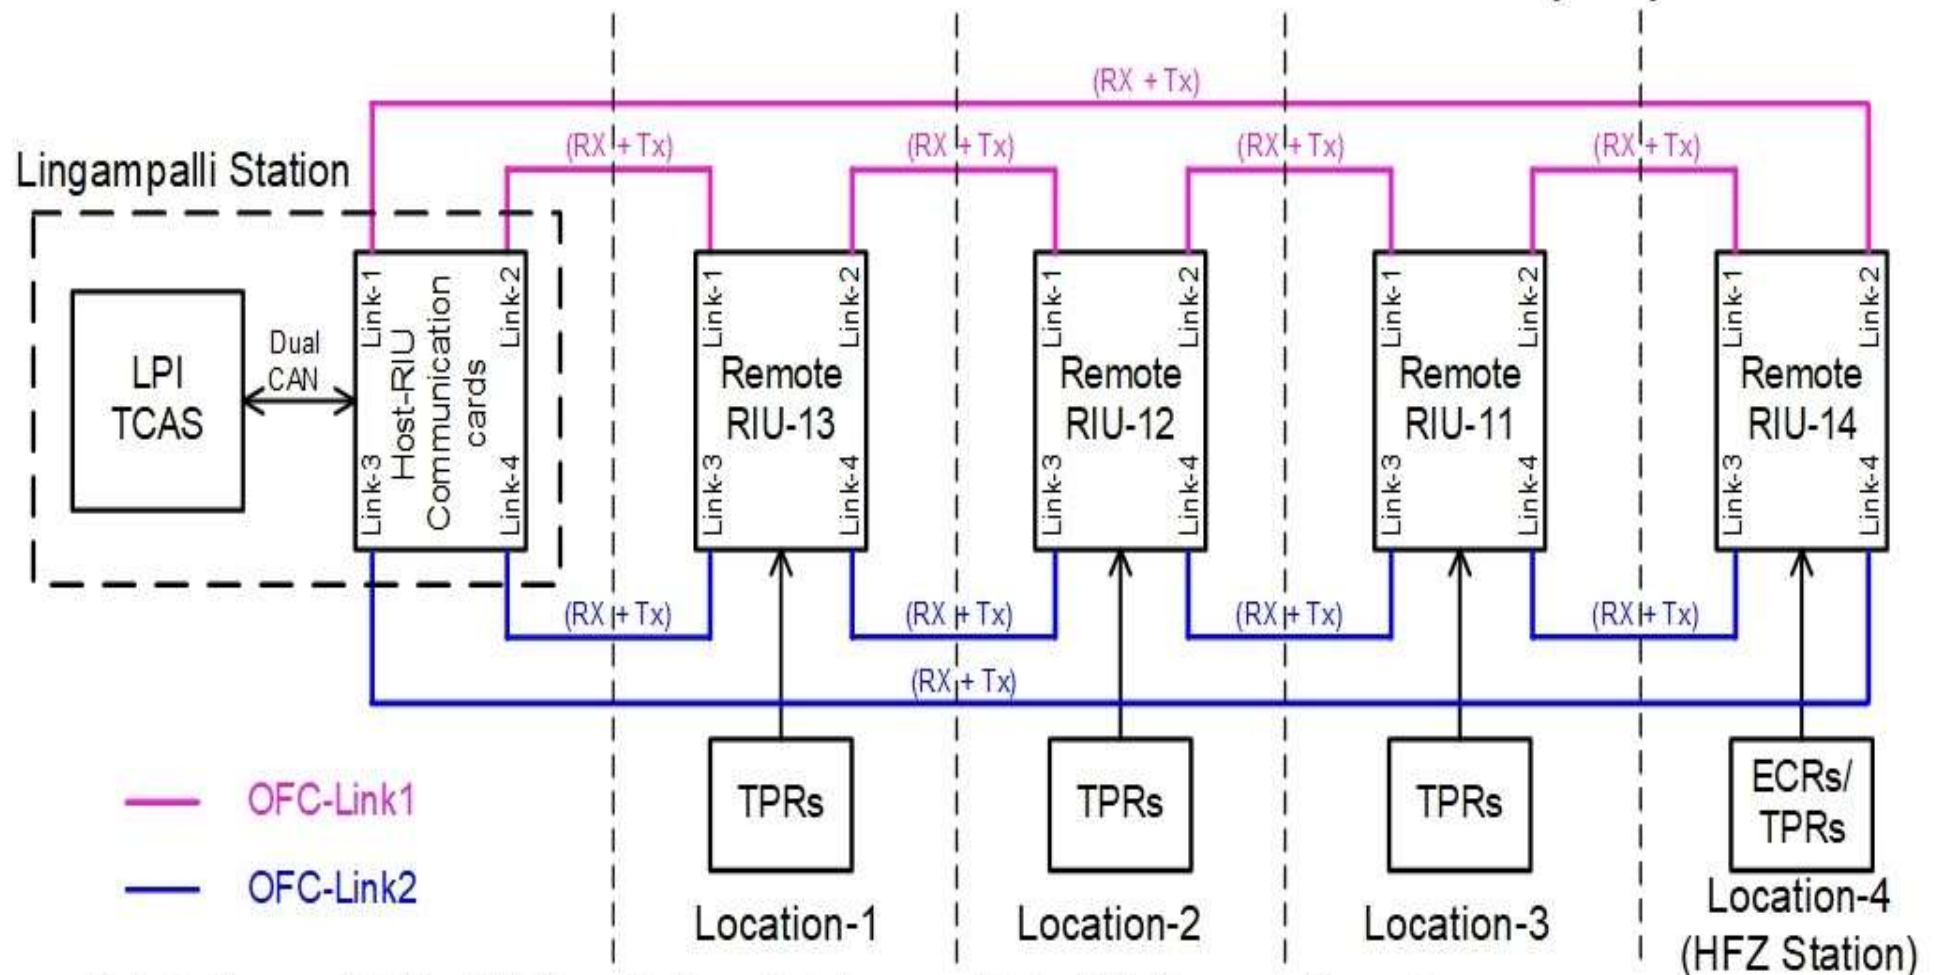 (RX + Tx)
(RX + Tx)
(RX + Tx)
(RX + Tx)
(RX + Tx)
Lingampalli Station
LPI
TCAS
Dual
CAN
Link-1
Link-2
Host-RIU
Communication
cards
Link-3
Link-4
Link-1
Link-2
Remote
RIU-13
Link-3
Link-4
Link-1
Link-2
Remote
RIU-12
Link-3
Link-4
Link-1
Link-2
Remote
RIU-11
Link-3
Link-4
Link-1
Link-2
Remote
RIU-14
Link-3
Link-4
(RX + Tx)
(RX + Tx)
(RX + Tx)
(RX + Tx)
(RX + Tx)
OFC-Link1
OFC-Link2
TPRs
TPRs
TPRs
ECRs/
TPRs
Location-1
Location-2
Location-3
Location-4
(HFZ Station)